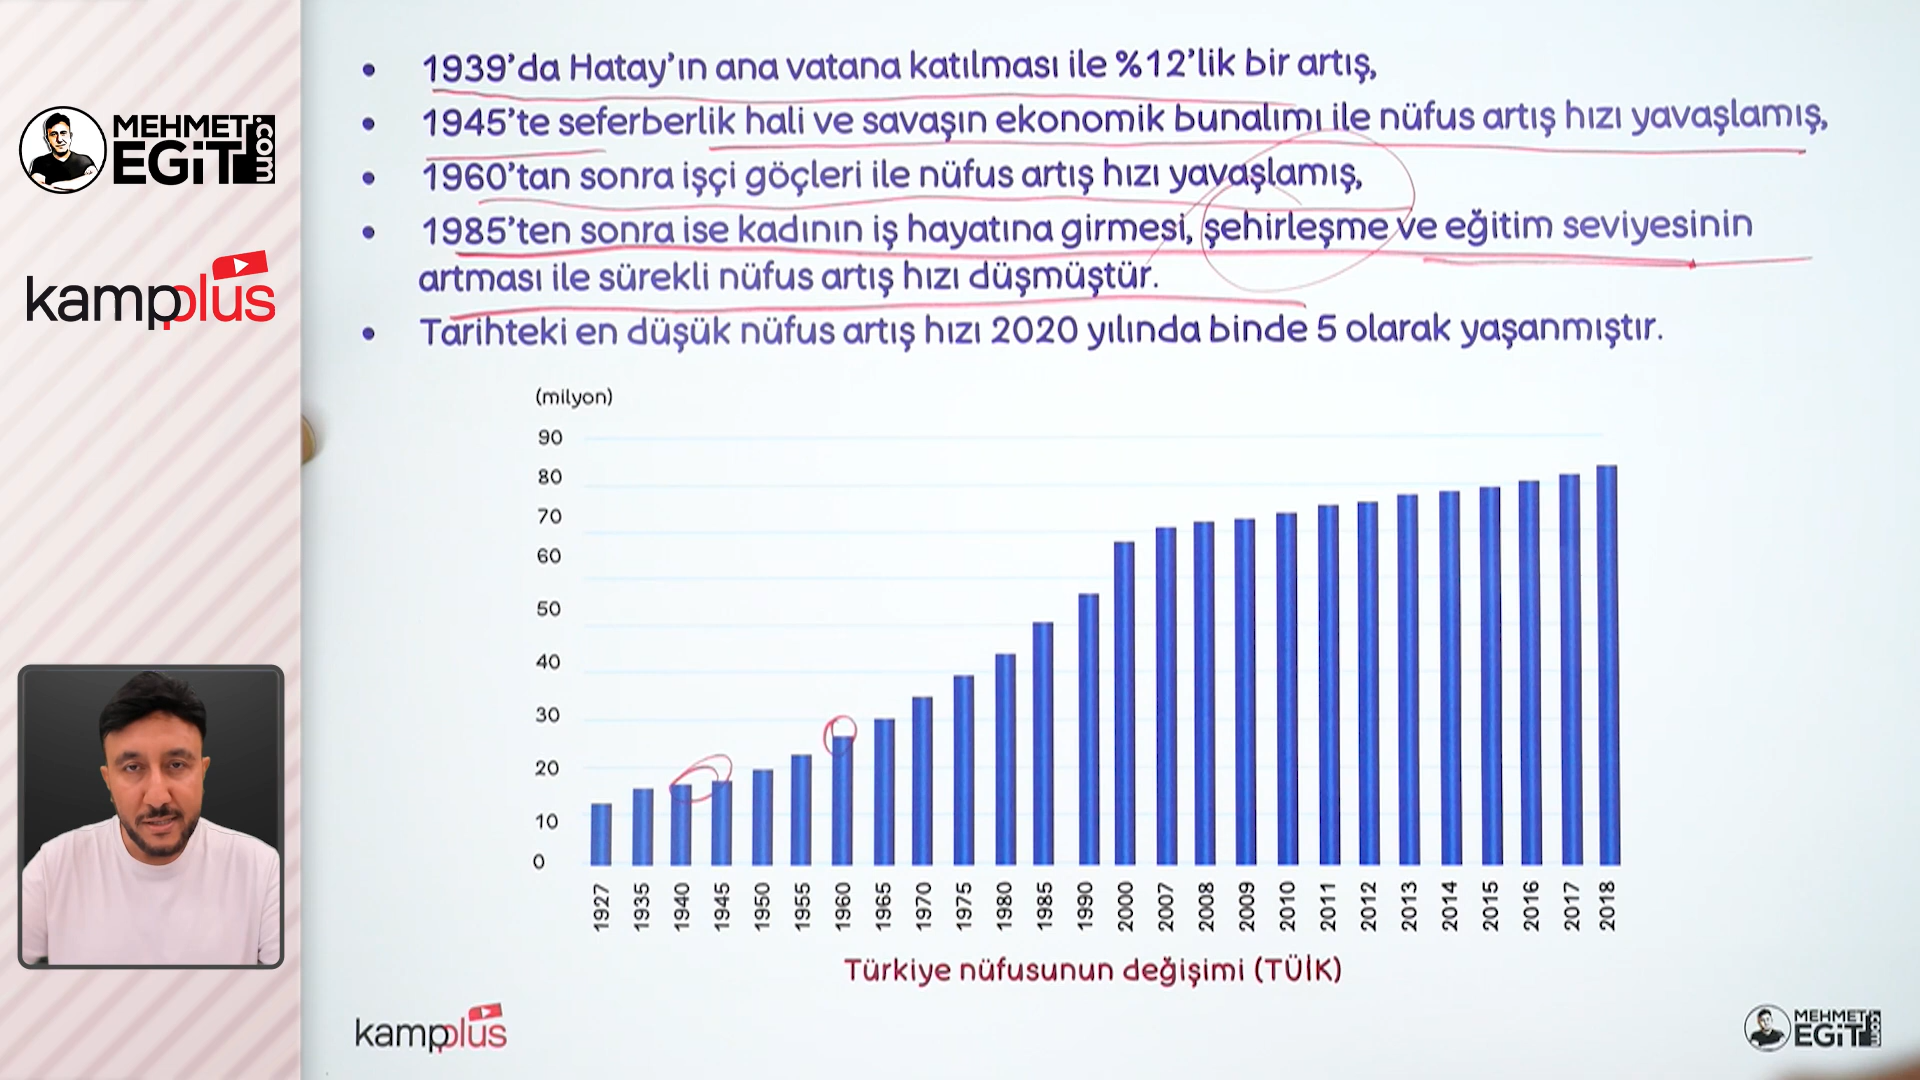 MEHMET
EGiT
.com
kampplus
• 1939'da Hatay'ın ana vatana katılması ile %12'lik bir artış,
• 1945'te seferberlik hali ve savaşın ekonomik bunalımı ile nüfus artış hızı yavaşlamış,
• 1960'tan sonra işçi göçleri ile nüfus artış hızı yavaşlamış,
• 1985'ten sonra ise kadının iş hayatına girmesi, şehirleşme ve eğitim seviyesinin
artması ile sürekli nüfus artış hızı düşmüştür.
• Tarihteki en düşük nüfus artış hızı 2020 yılında binde 5 olarak yaşanmıştır.
(milyon)
90
80
70
60
50
40
30
20
10
0
1927 1935 1940 1945 1950 1955 1960 1965 1970 1975 1980 1985 1990 2000 2007 2008 2009 2010 2011 2012 2013 2014 2015 2016 2017 2018
Türkiye nüfusunun değişimi (TÜİK)
kampplus
MEHMET
EGiT
.com